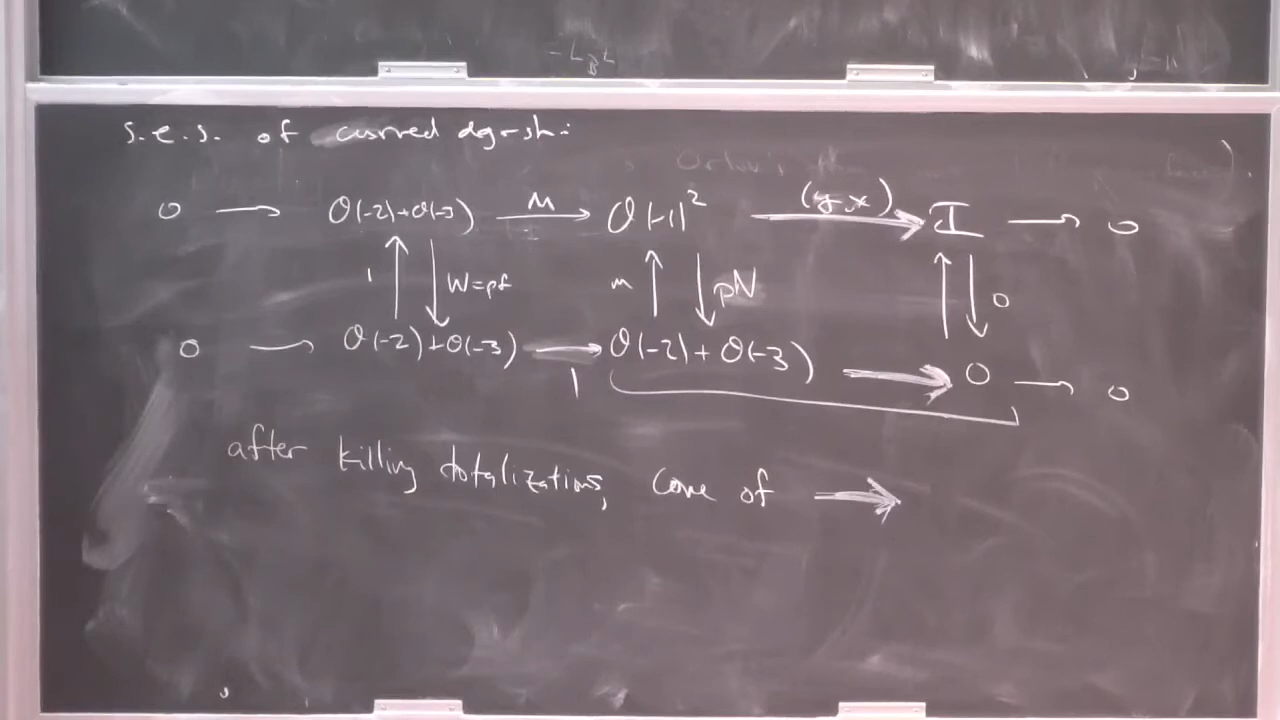 s.e.s. of curved dg-sh:
0 → O(-2)+O(-3) → M O(-1)² → (y,x) I → 0
1 ↑ ↓ W=pf m ↑ ↓ pN ↑ ↓ 0
0 → O(-2)+O(-3) → 1 O(-2)+O(-3) → 0 → 0
after killing totalizations, cone of →